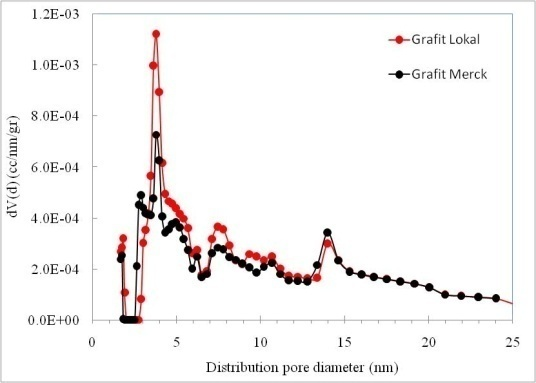 1.2E-03
1.0E-03
8.0E-04
6.0E-04
4.0E-04
2.0E-04
0.0E+00
dV(d) (cc/nm/gr)
Grafit Lokal
Grafit Merck
0 5 10 15 20 25
Distribution pore diameter (nm)